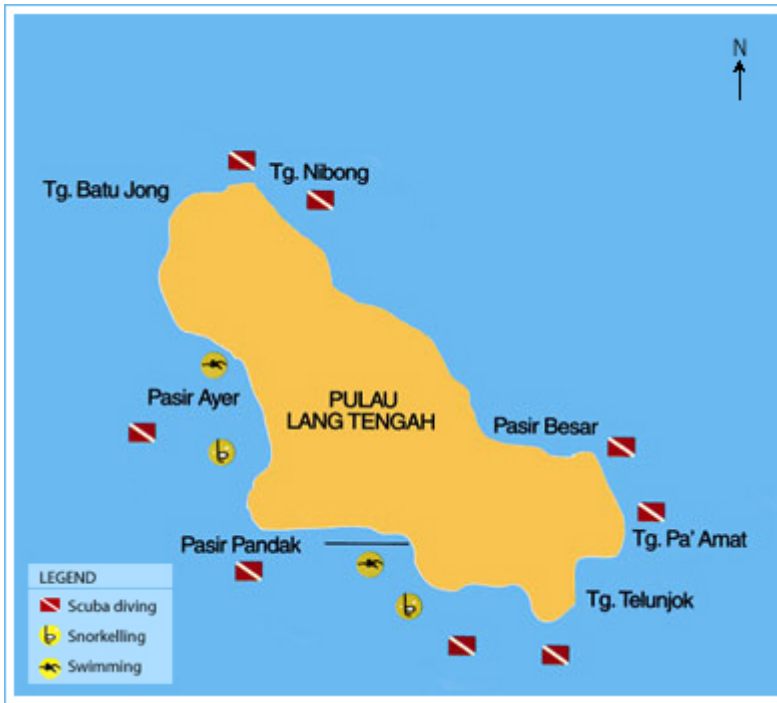 N
Tg. Nibong
Tg. Batu Jong
Pasir Ayer
PULAU
LANG TENGAH
Pasir Besar
Tg. Pa' Amat
Pasir Pandak
Tg. Telunjok
LEGEND
Scuba diving
Snorkelling
Swimming